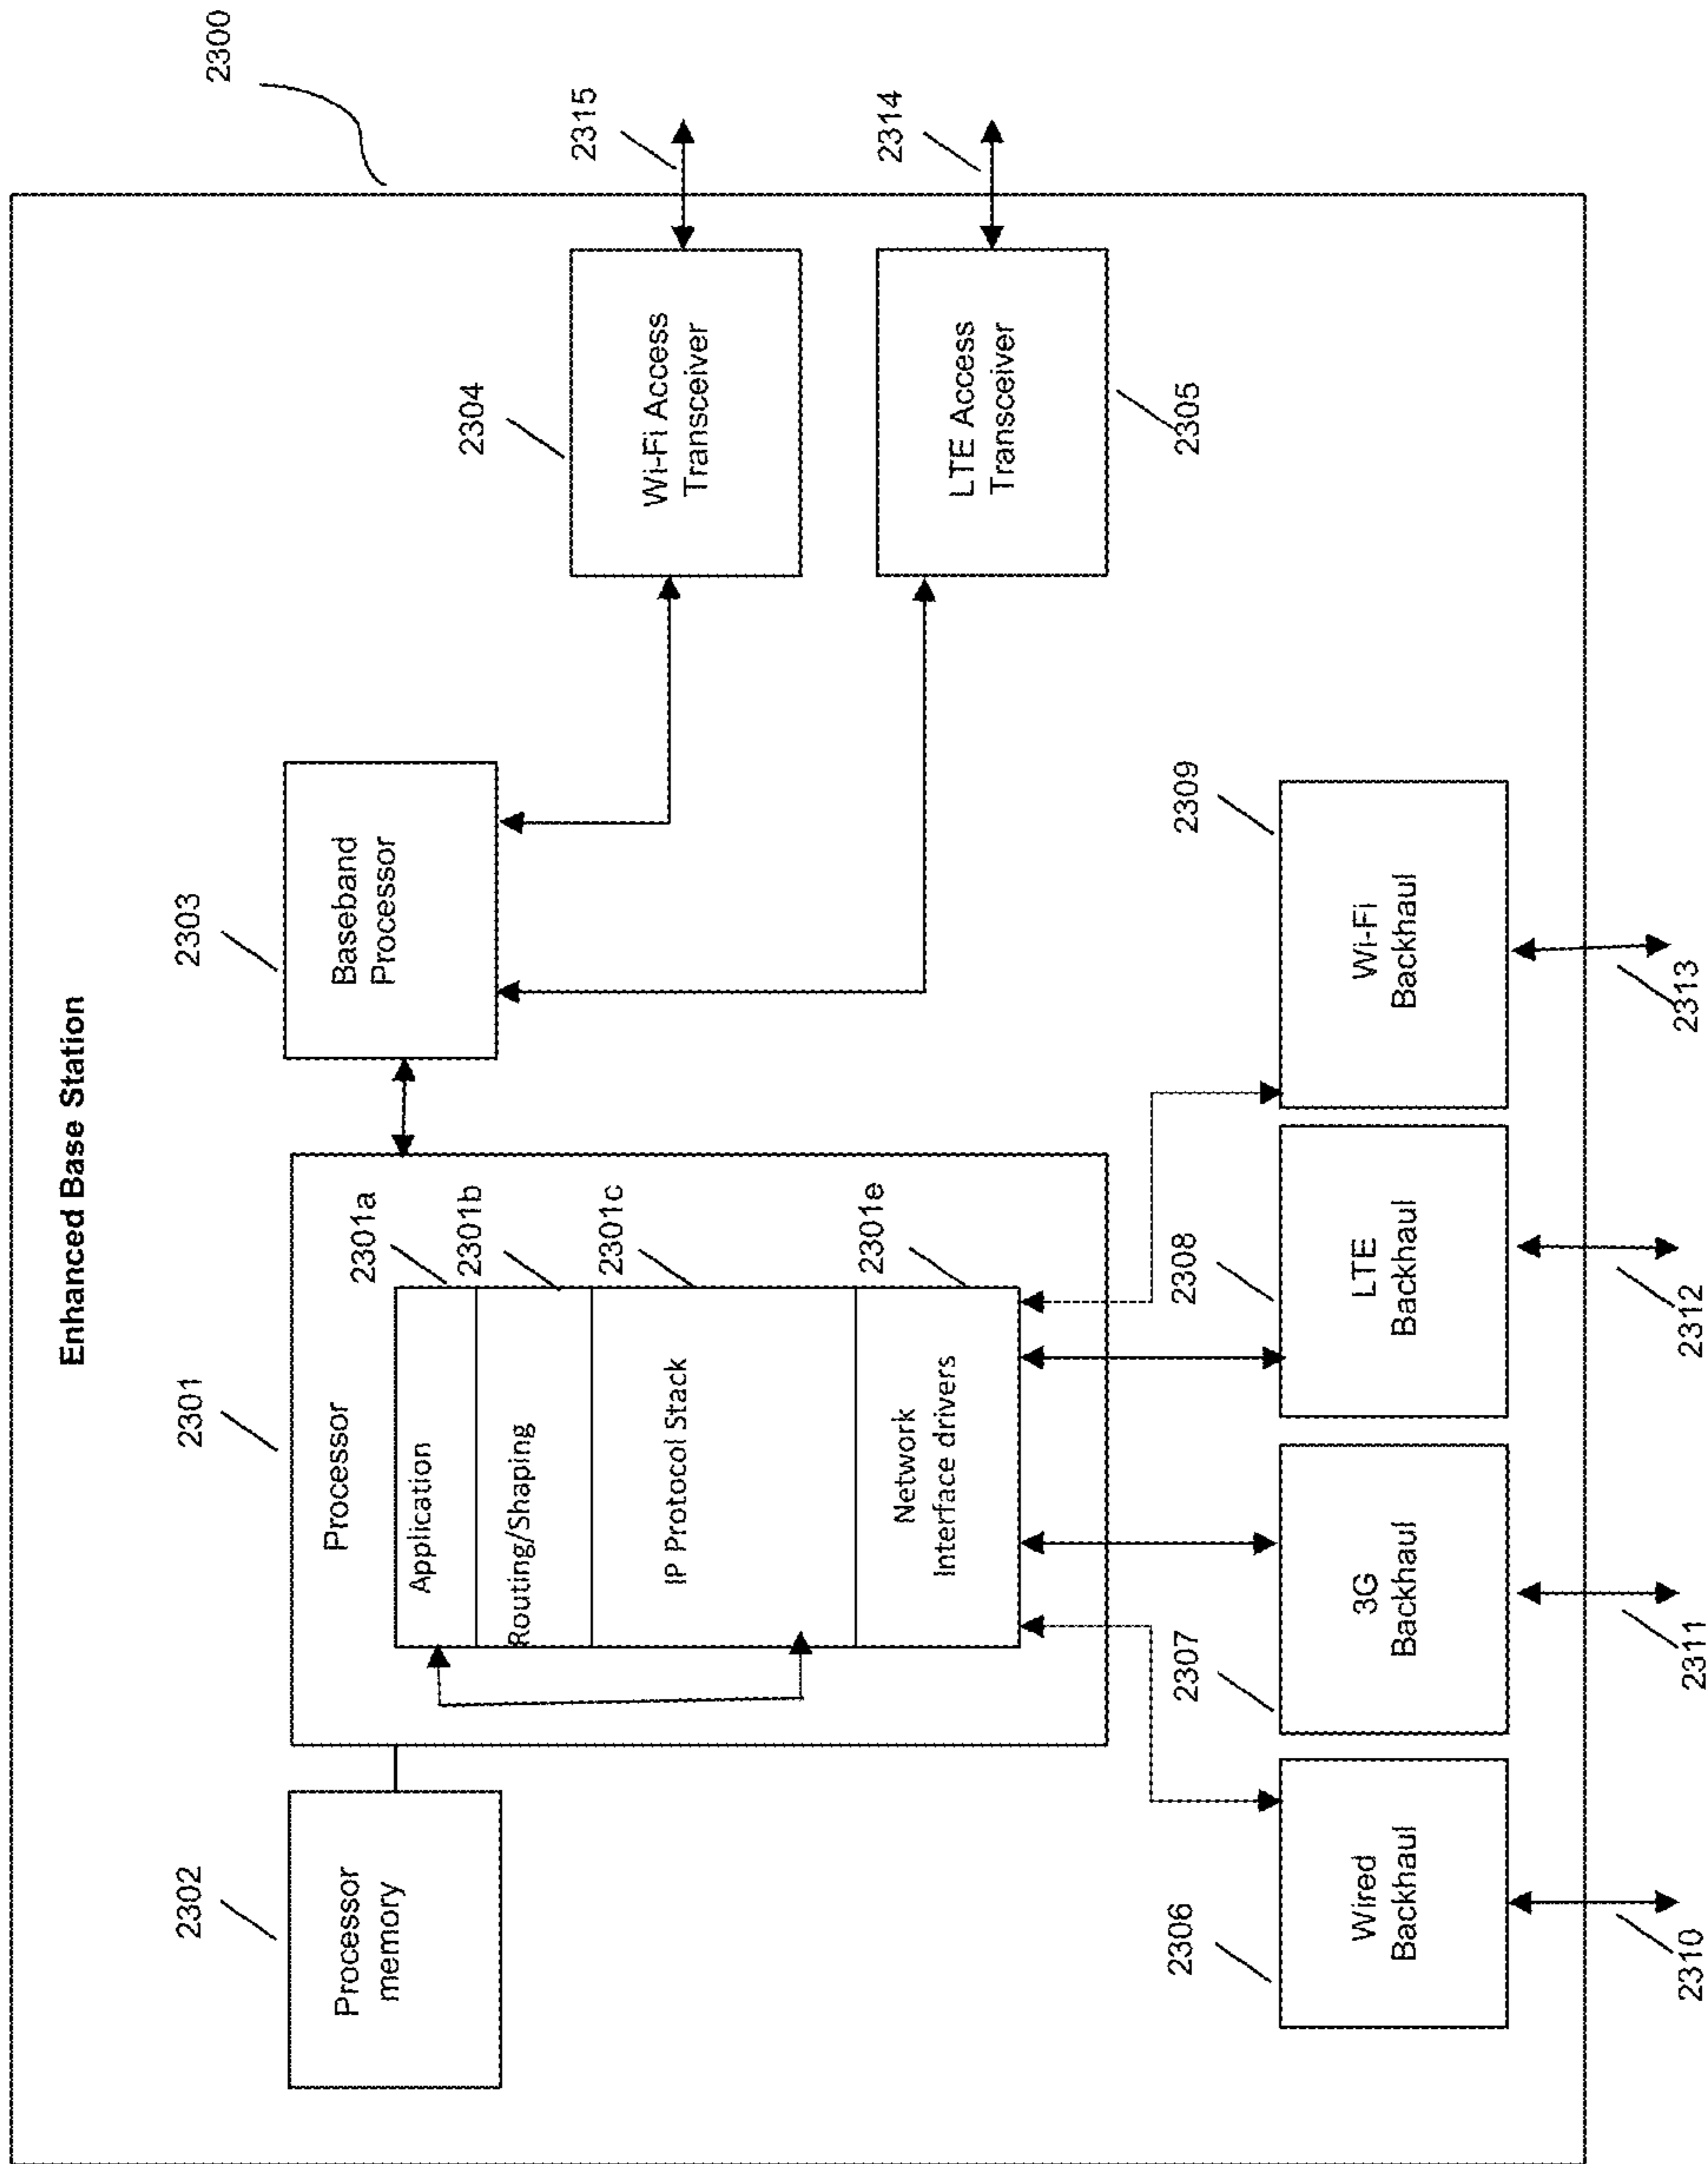 Enhanced Base Station
2300
2302
Processor
memory
2301
Processor
2301a
2301b
2301c
2301e
Application
Routing/Shaping
IP Protocol Stack
Network
Interface drivers
2303
Baseband
Processor
2304
Wi-Fi Access
Transceiver
2315
LTE Access
Transceiver
2305
2314
2306
Wired
Backhaul
2307
3G
Backhaul
2308
LTE
Backhaul
2309
Wi-Fi
Backhaul
2310
2311
2312
2313